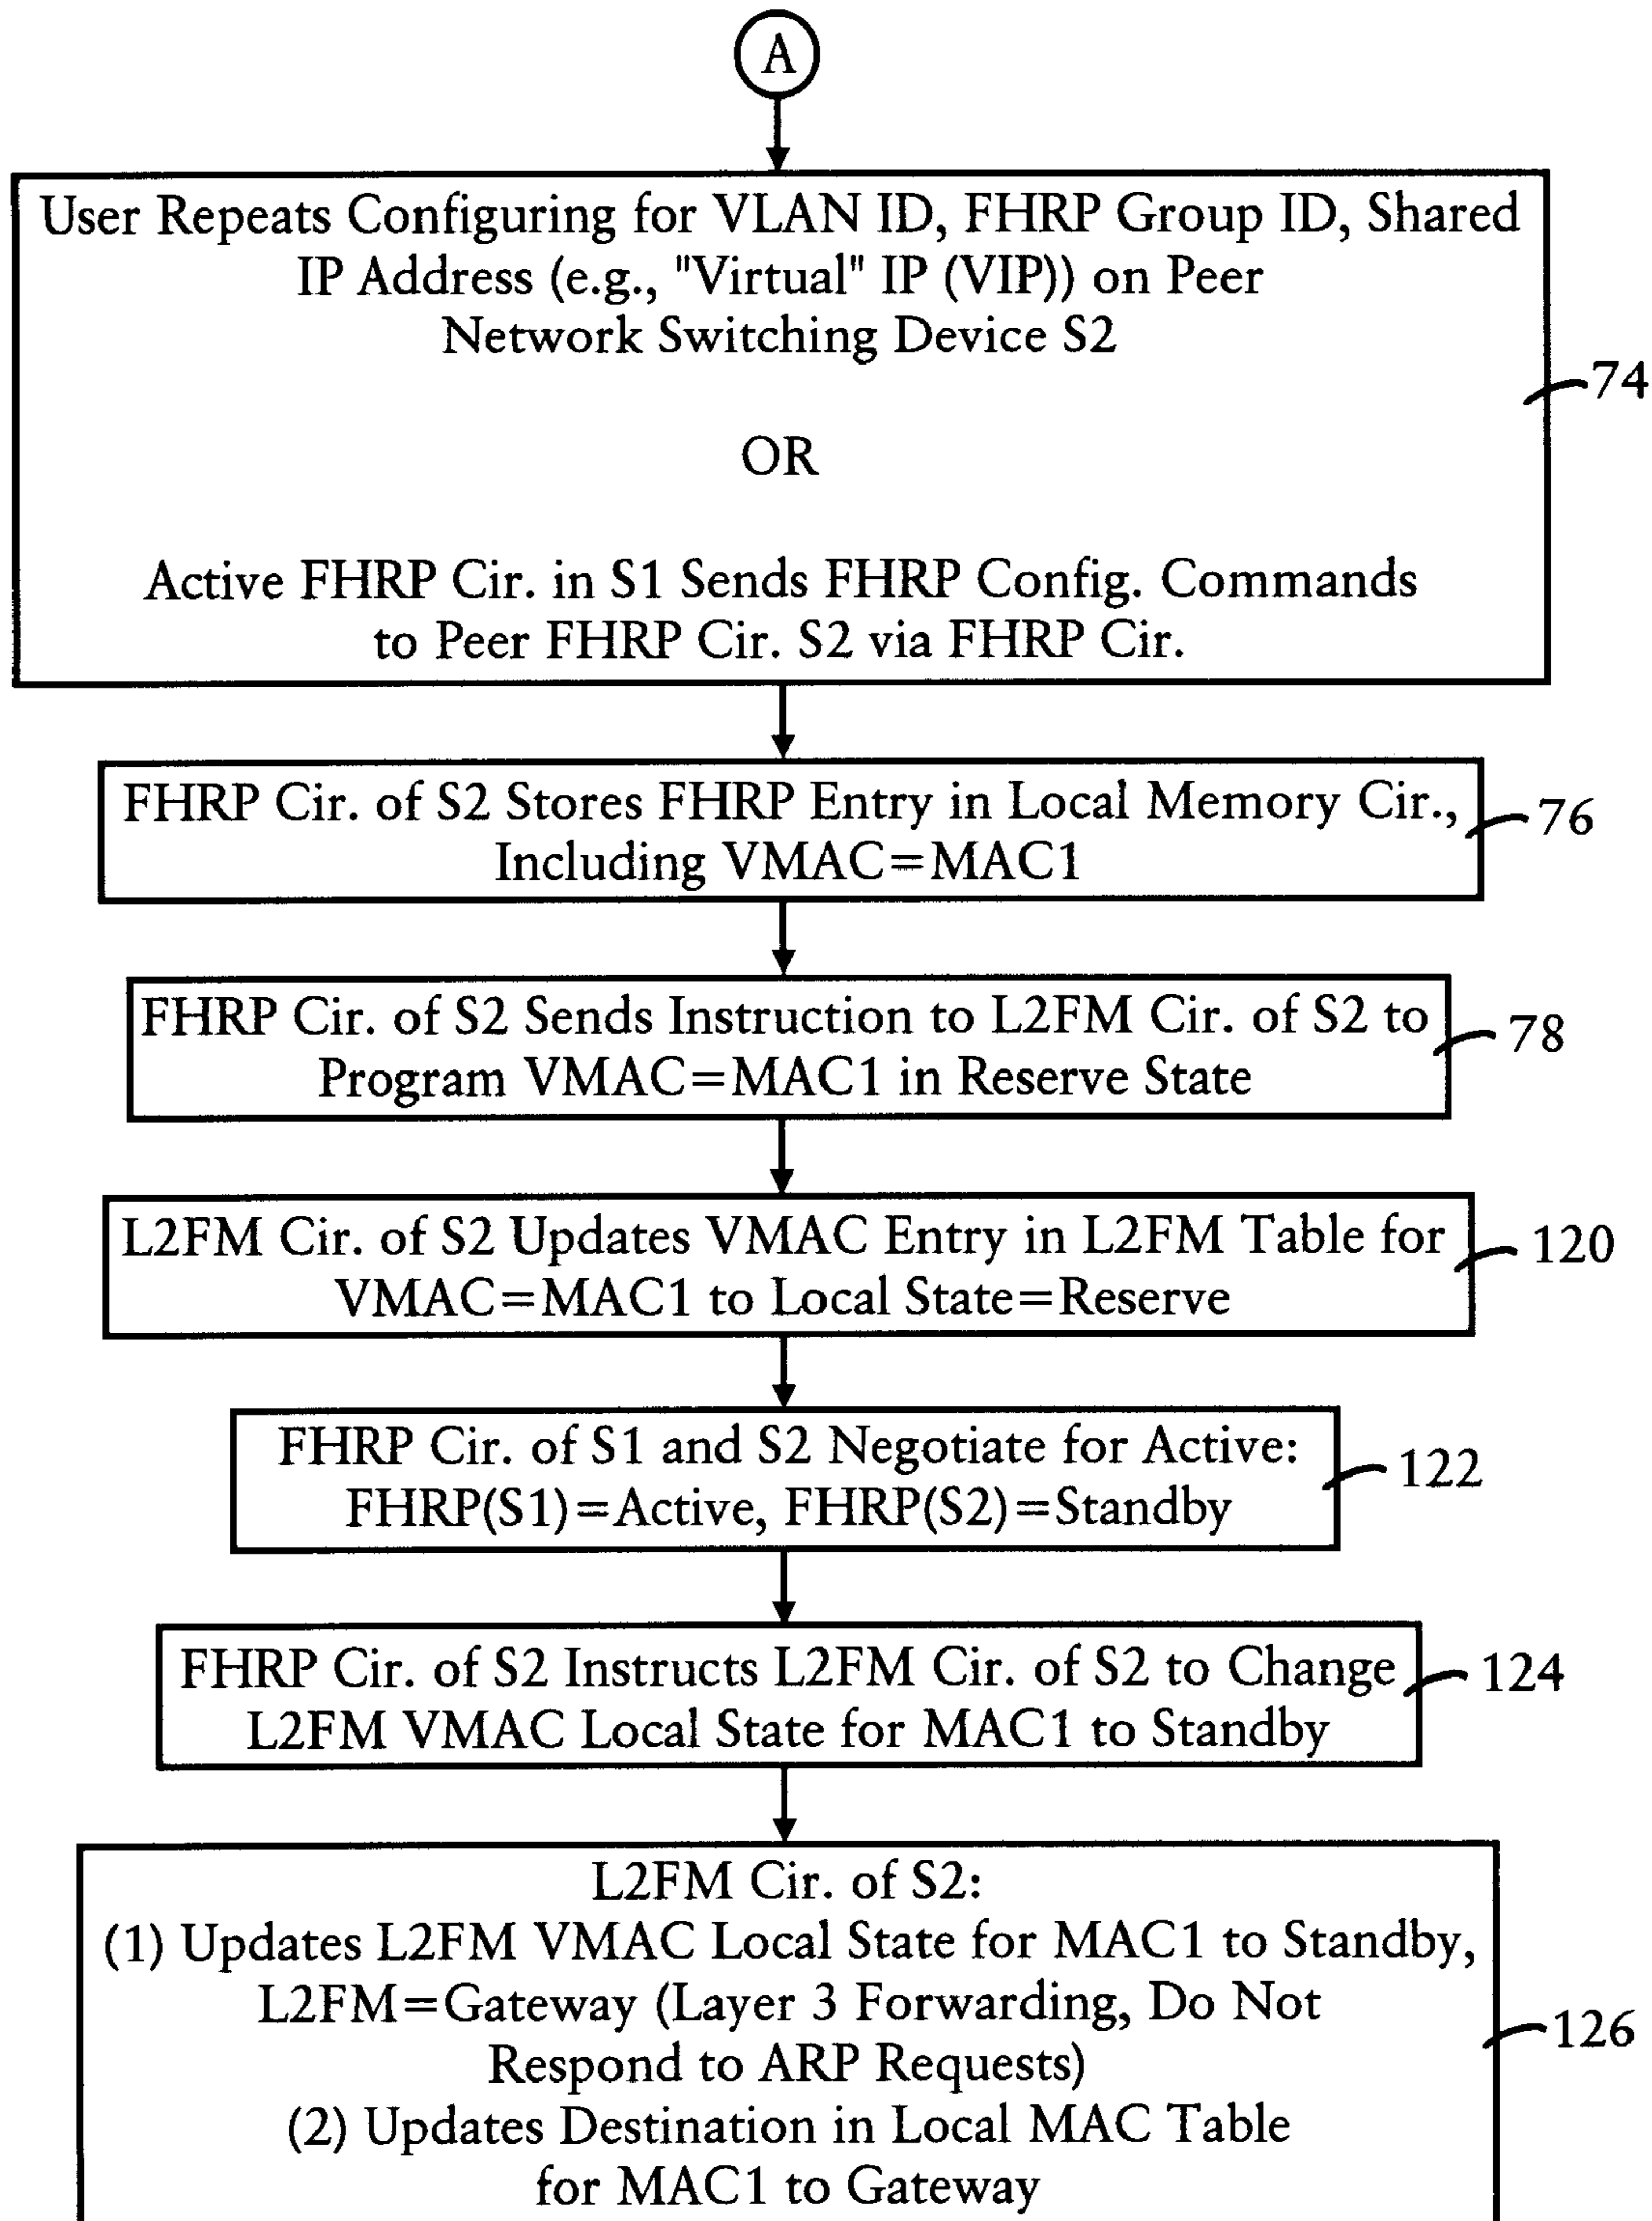 A
User Repeats Configuring for VLAN ID, FHRP Group ID, Shared
IP Address (e.g., "Virtual" IP (VIP)) on Peer
Network Switching Device S2
OR
Active FHRP Cir. in S1 Sends FHRP Config. Commands
to Peer FHRP Cir. S2 via FHRP Cir.
74
FHRP Cir. of S2 Stores FHRP Entry in Local Memory Cir.,
Including VMAC=MAC1
76
FHRP Cir. of S2 Sends Instruction to L2FM Cir. of S2 to
Program VMAC=MAC1 in Reserve State
78
L2FM Cir. of S2 Updates VMAC Entry in L2FM Table for
VMAC=MAC1 to Local State=Reserve
120
FHRP Cir. of S1 and S2 Negotiate for Active:
FHRP(S1)=Active, FHRP(S2)=Standby
122
FHRP Cir. of S2 Instructs L2FM Cir. of S2 to Change
L2FM VMAC Local State for MAC1 to Standby
124
L2FM Cir. of S2:
(1) Updates L2FM VMAC Local State for MAC1 to Standby,
L2FM=Gateway (Layer 3 Forwarding, Do Not
Respond to ARP Requests)
(2) Updates Destination in Local MAC Table
for MAC1 to Gateway
126